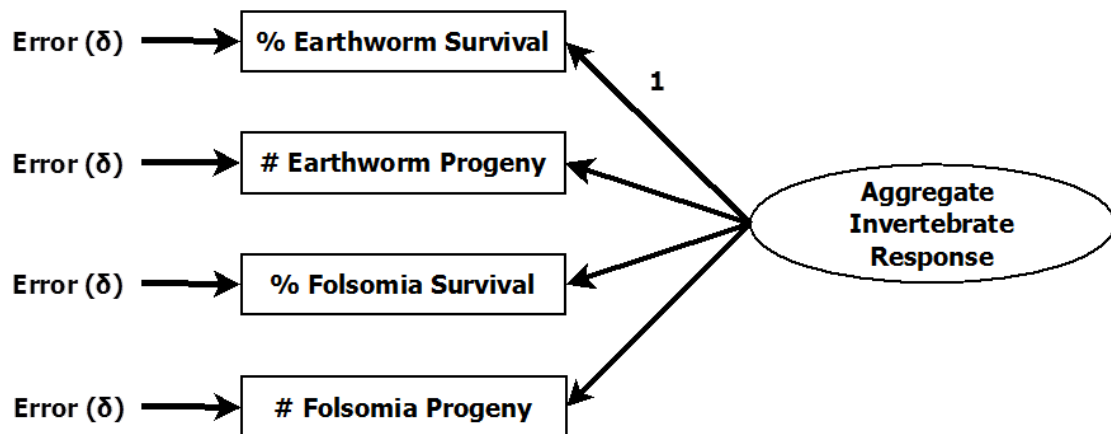 Error (δ)
% Earthworm Survival
1
Error (δ)
# Earthworm Progeny
Aggregate
Invertebrate
Response
Error (δ)
% Folsomia Survival
Error (δ)
# Folsomia Progeny